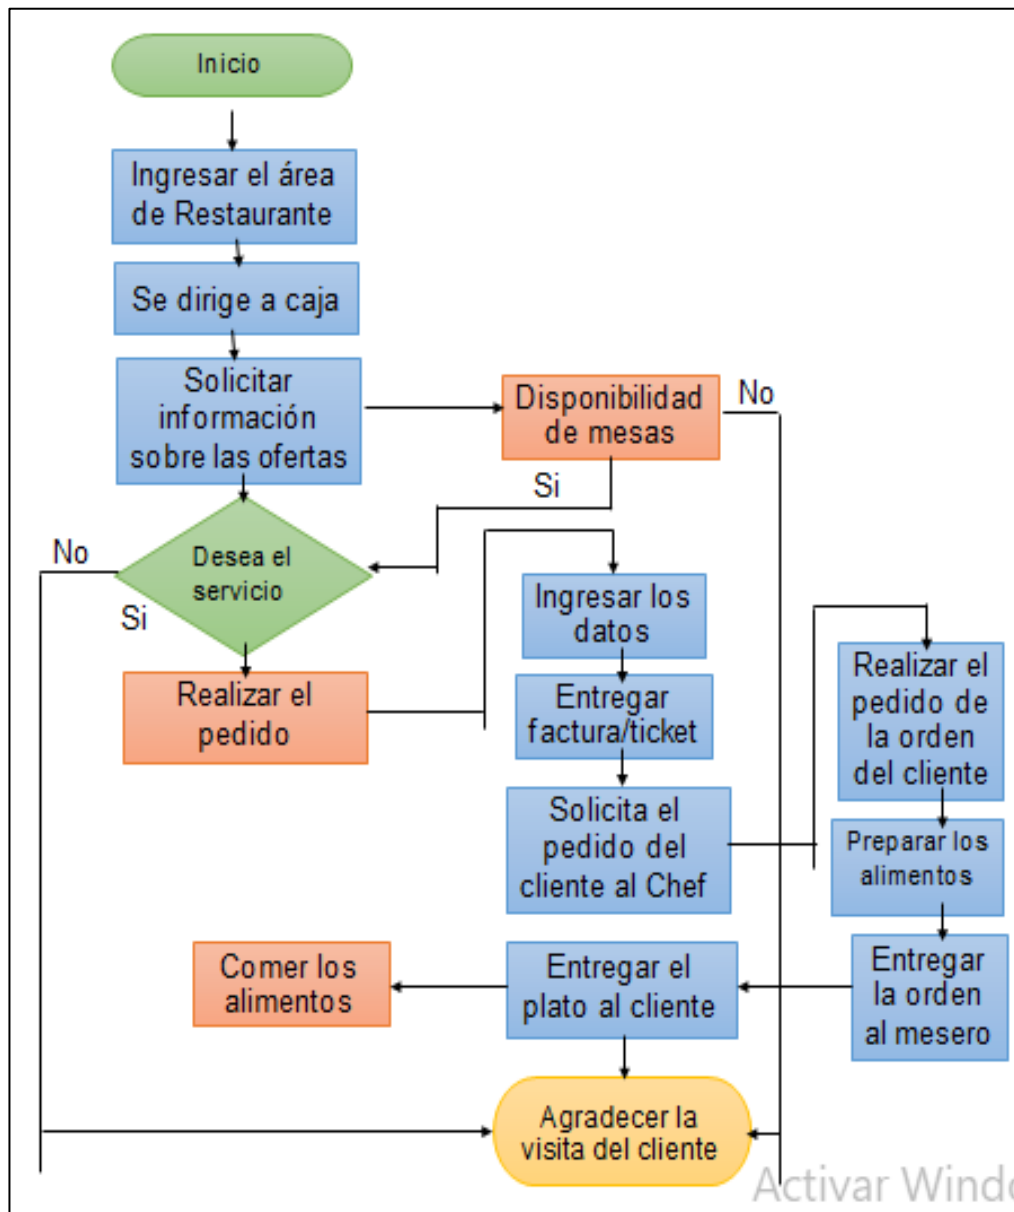 Inicio
Ingresar el área
de Restaurante
Se dirige a caja
Solicitar
información
sobre las ofertas
Disponibilidad
de mesas
No
Si
No
Desea el
servicio
Si
Realizar el
pedido
Ingresar los
datos
Entregar
factura/ticket
Solicita el
pedido del
cliente al Chef
Realizar el
pedido de
la orden
del cliente
Preparar los
alimentos
Entregar
la orden
al mesero
Entregar el
plato al cliente
Comer los
alimentos
Agradecer la
visita del cliente
Activar Windo